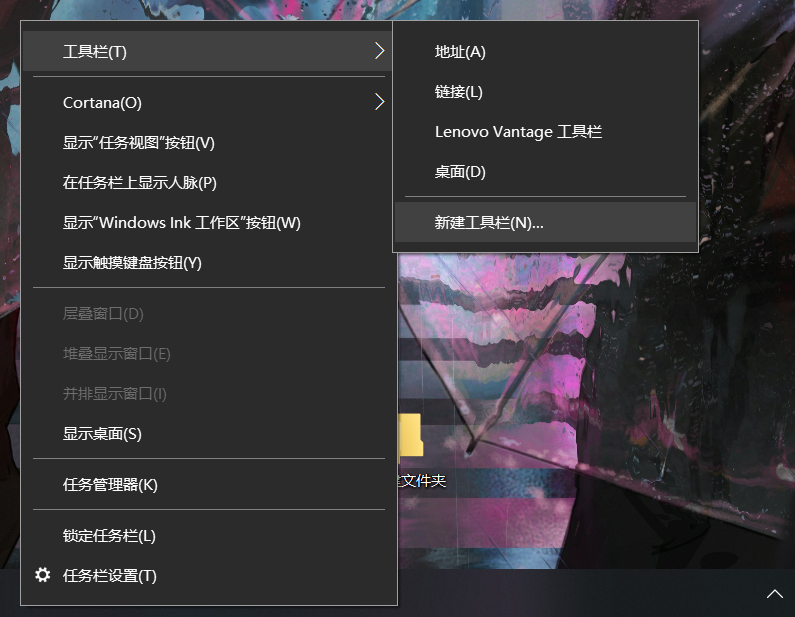 工具栏(T)
Cortana(O)
显示“任务视图”按钮(V)
在任务栏上显示人脉(P)
显示“Windows Ink 工作区”按钮(W)
显示触摸键盘按钮(Y)
层叠窗口(D)
堆叠显示窗口(E)
并排显示窗口(I)
显示桌面(S)
任务管理器(K)
锁定任务栏(L)
任务栏设置(T)
地址(A)
链接(L)
Lenovo Vantage 工具栏
桌面(D)
新建工具栏(N)...
文件夹